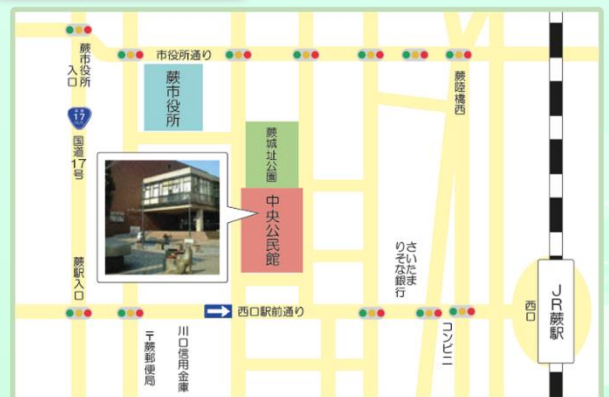 市役所通り
蕨市役所
入口
蕨市役所
蕨陸橋西
17
国道17号
蕨城址公園
中央公民館
さいたま
りそな銀行
蕨駅入口
西口駅前通り
西口
JR蕨駅
コンビニ
〒蕨郵便局
川口信用金庫